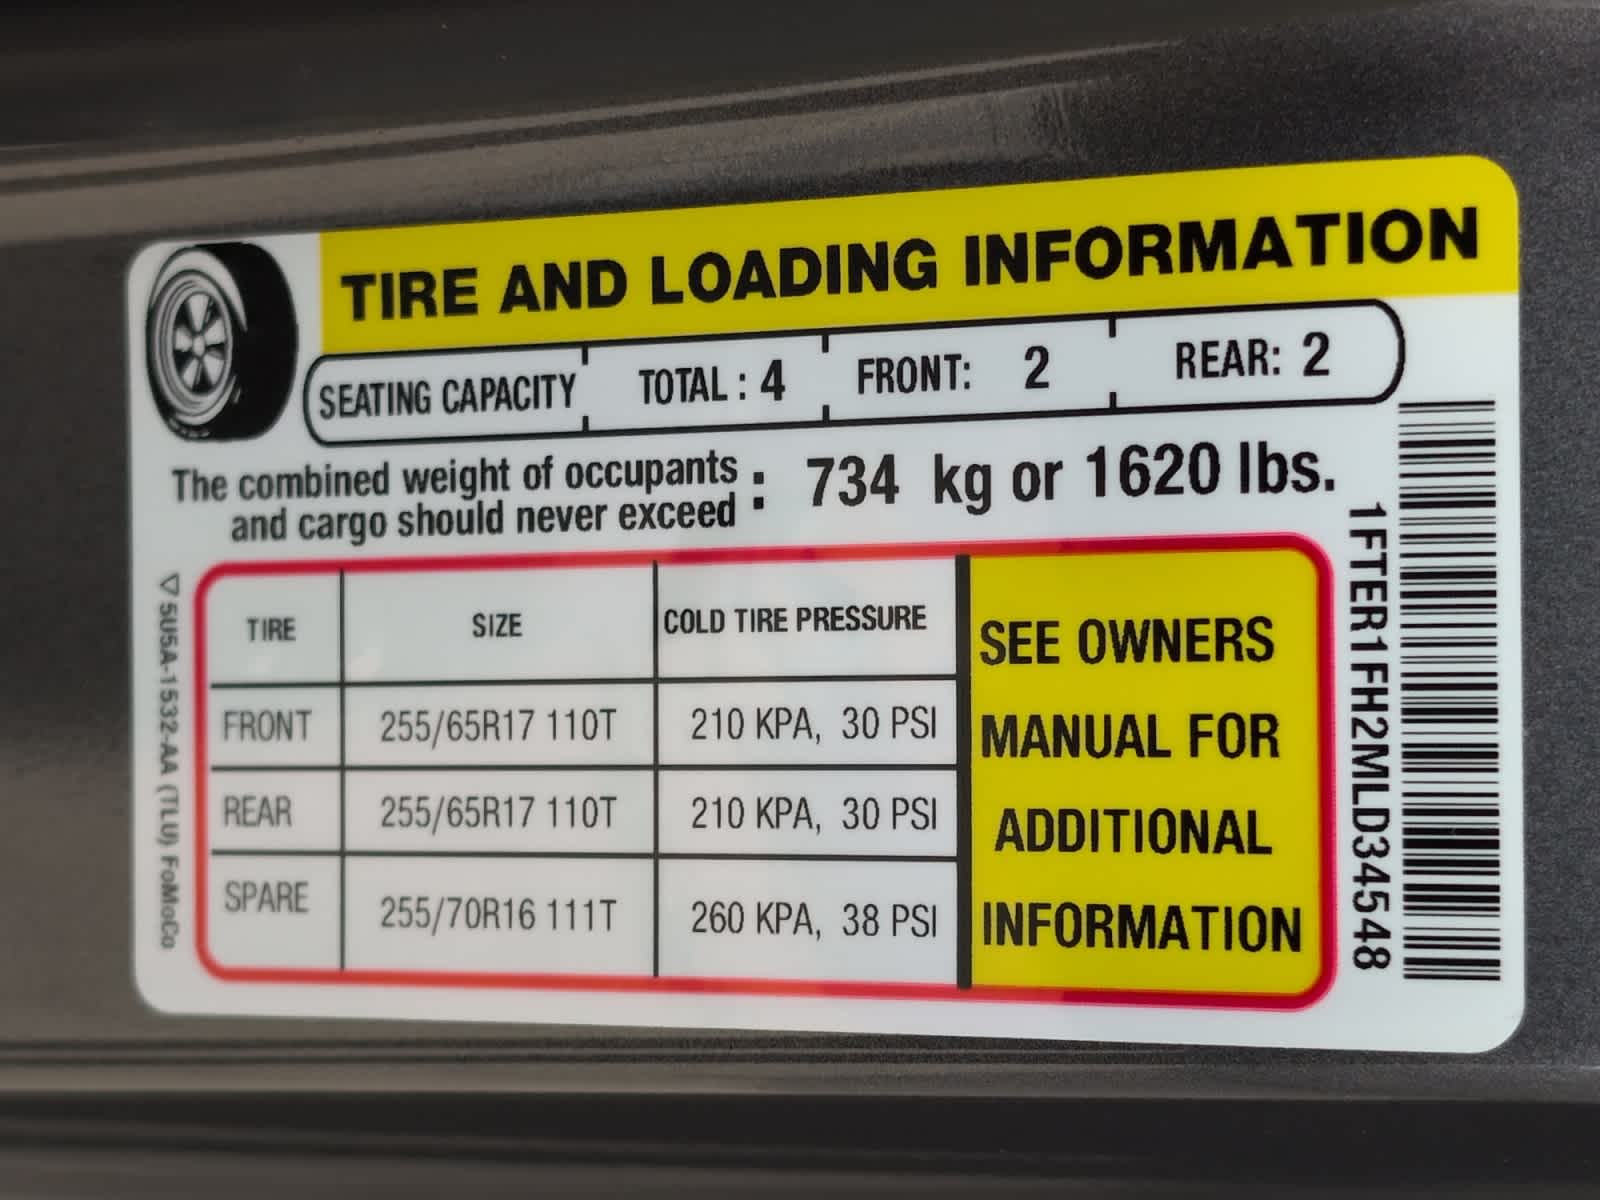 TIRE AND LOADING INFORMATION
SEATING CAPACITY TOTAL : 4 FRONT: 2 REAR: 2
The combined weight of occupants
and cargo should never exceed : 734 kg or 1620 lbs.
TIRE SIZE COLD TIRE PRESSURE
FRONT 255/65R17 110T 210 KPA, 30 PSI
REAR 255/65R17 110T 210 KPA, 30 PSI
SPARE 255/70R16 111T 260 KPA, 38 PSI
SEE OWNERS
MANUAL FOR
ADDITIONAL
INFORMATION
1FTER1FH2MLD34548
5U5A-1532-AA (TLU) FoMoCo